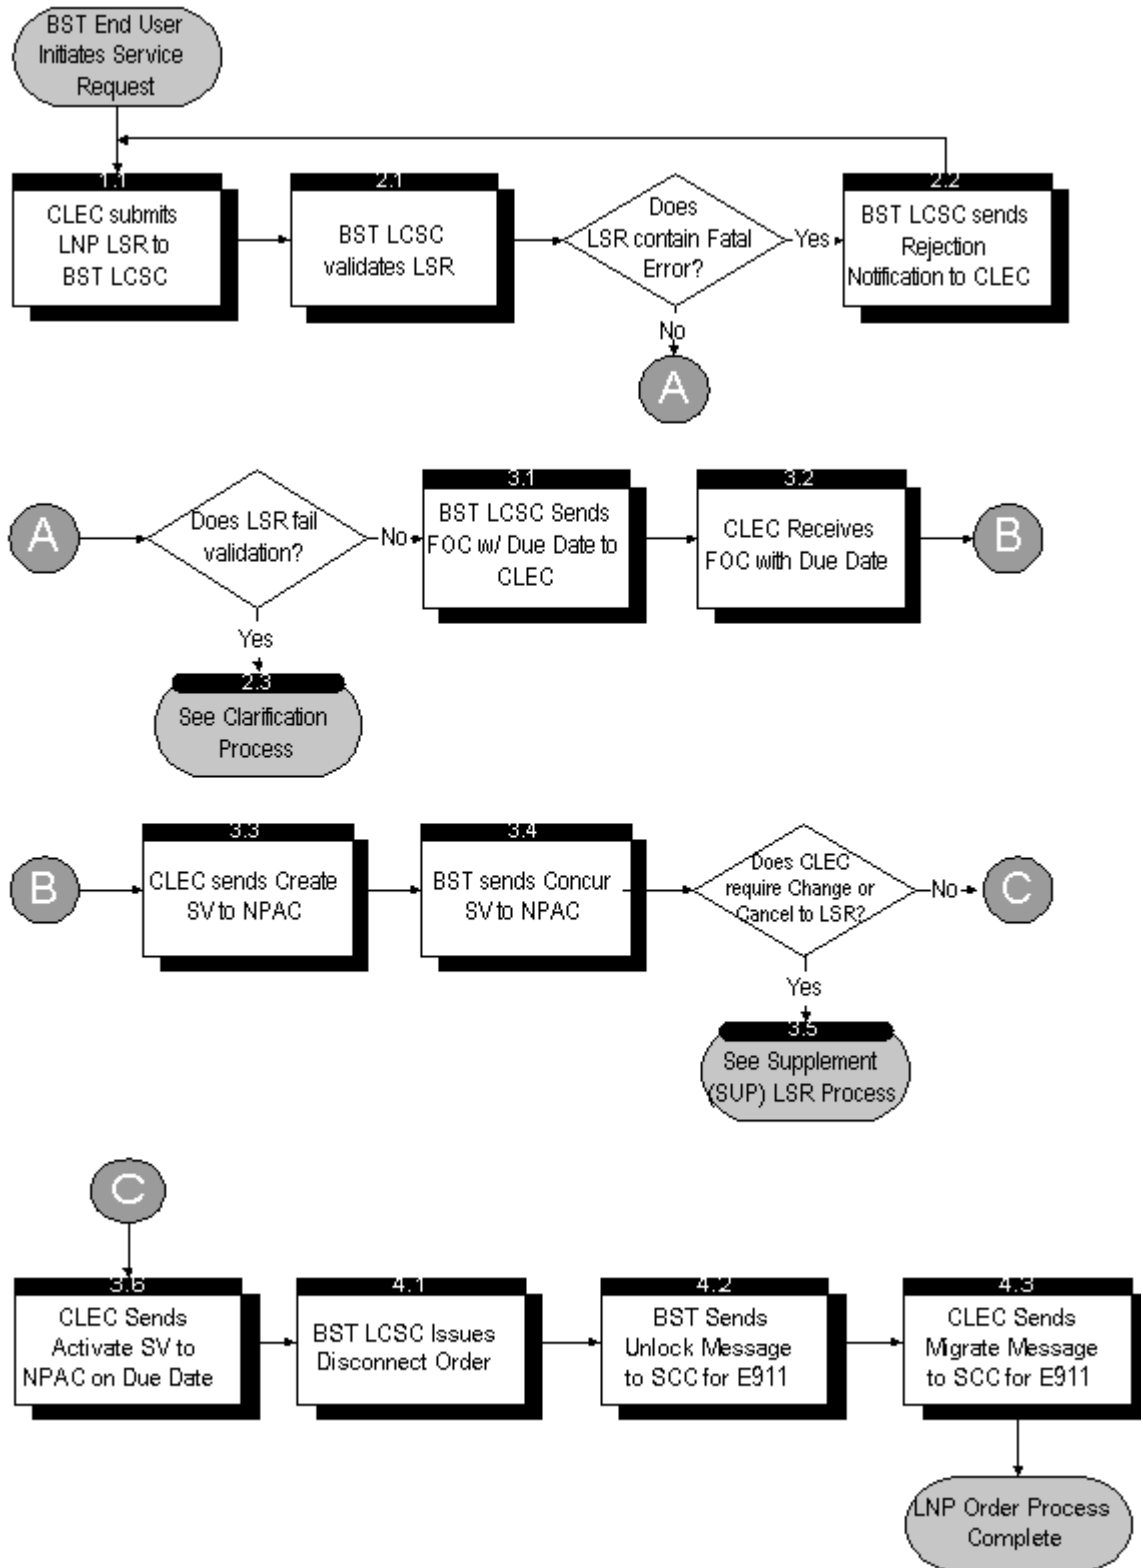 BST End User
Initiates Service
Request
1.1
CLEC submits
LNP LSR to
BST LCSC
2.1
BST LCSC
validates LSR
Does
LSR contain Fatal
Error?
Yes
2.2
BST LCSC sends
Rejection
Notification to CLEC
No
A
A
Does LSR fail
validation?
No
3.1
BST LCSC Sends
FOC w/ Due Date to
CLEC
3.2
CLEC Receives
FOC with Due Date
B
Yes
2.3
See Clarification
Process
B
3.3
CLEC sends Create
SV to NPAC
3.4
BST sends Concur
SV to NPAC
Does CLEC
require Change or
Cancel to LSR?
No
C
Yes
3.5
See Supplement
(SUP) LSR Process
C
3.6
CLEC Sends
Activate SV to
NPAC on Due Date
4.1
BST LCSC Issues
Disconnect Order
4.2
BST Sends
Unlock Message
to SCC for E911
4.3
CLEC Sends
Migrate Message
to SCC for E911
LNP Order Process
Complete